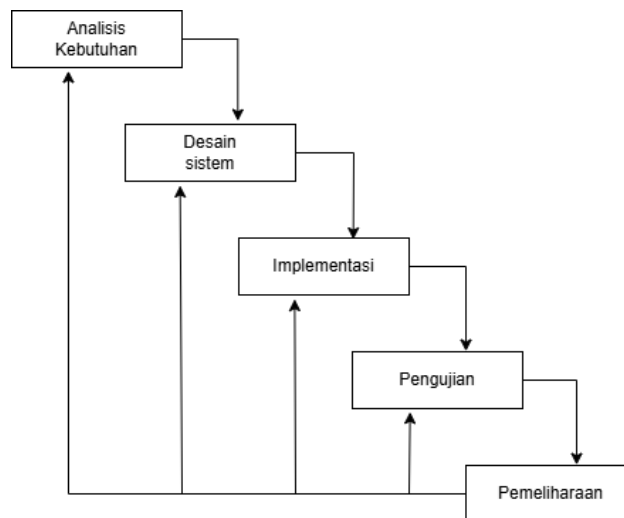 Analisis
Kebutuhan
Desain
sistem
Implementasi
Pengujian
Pemeliharaan